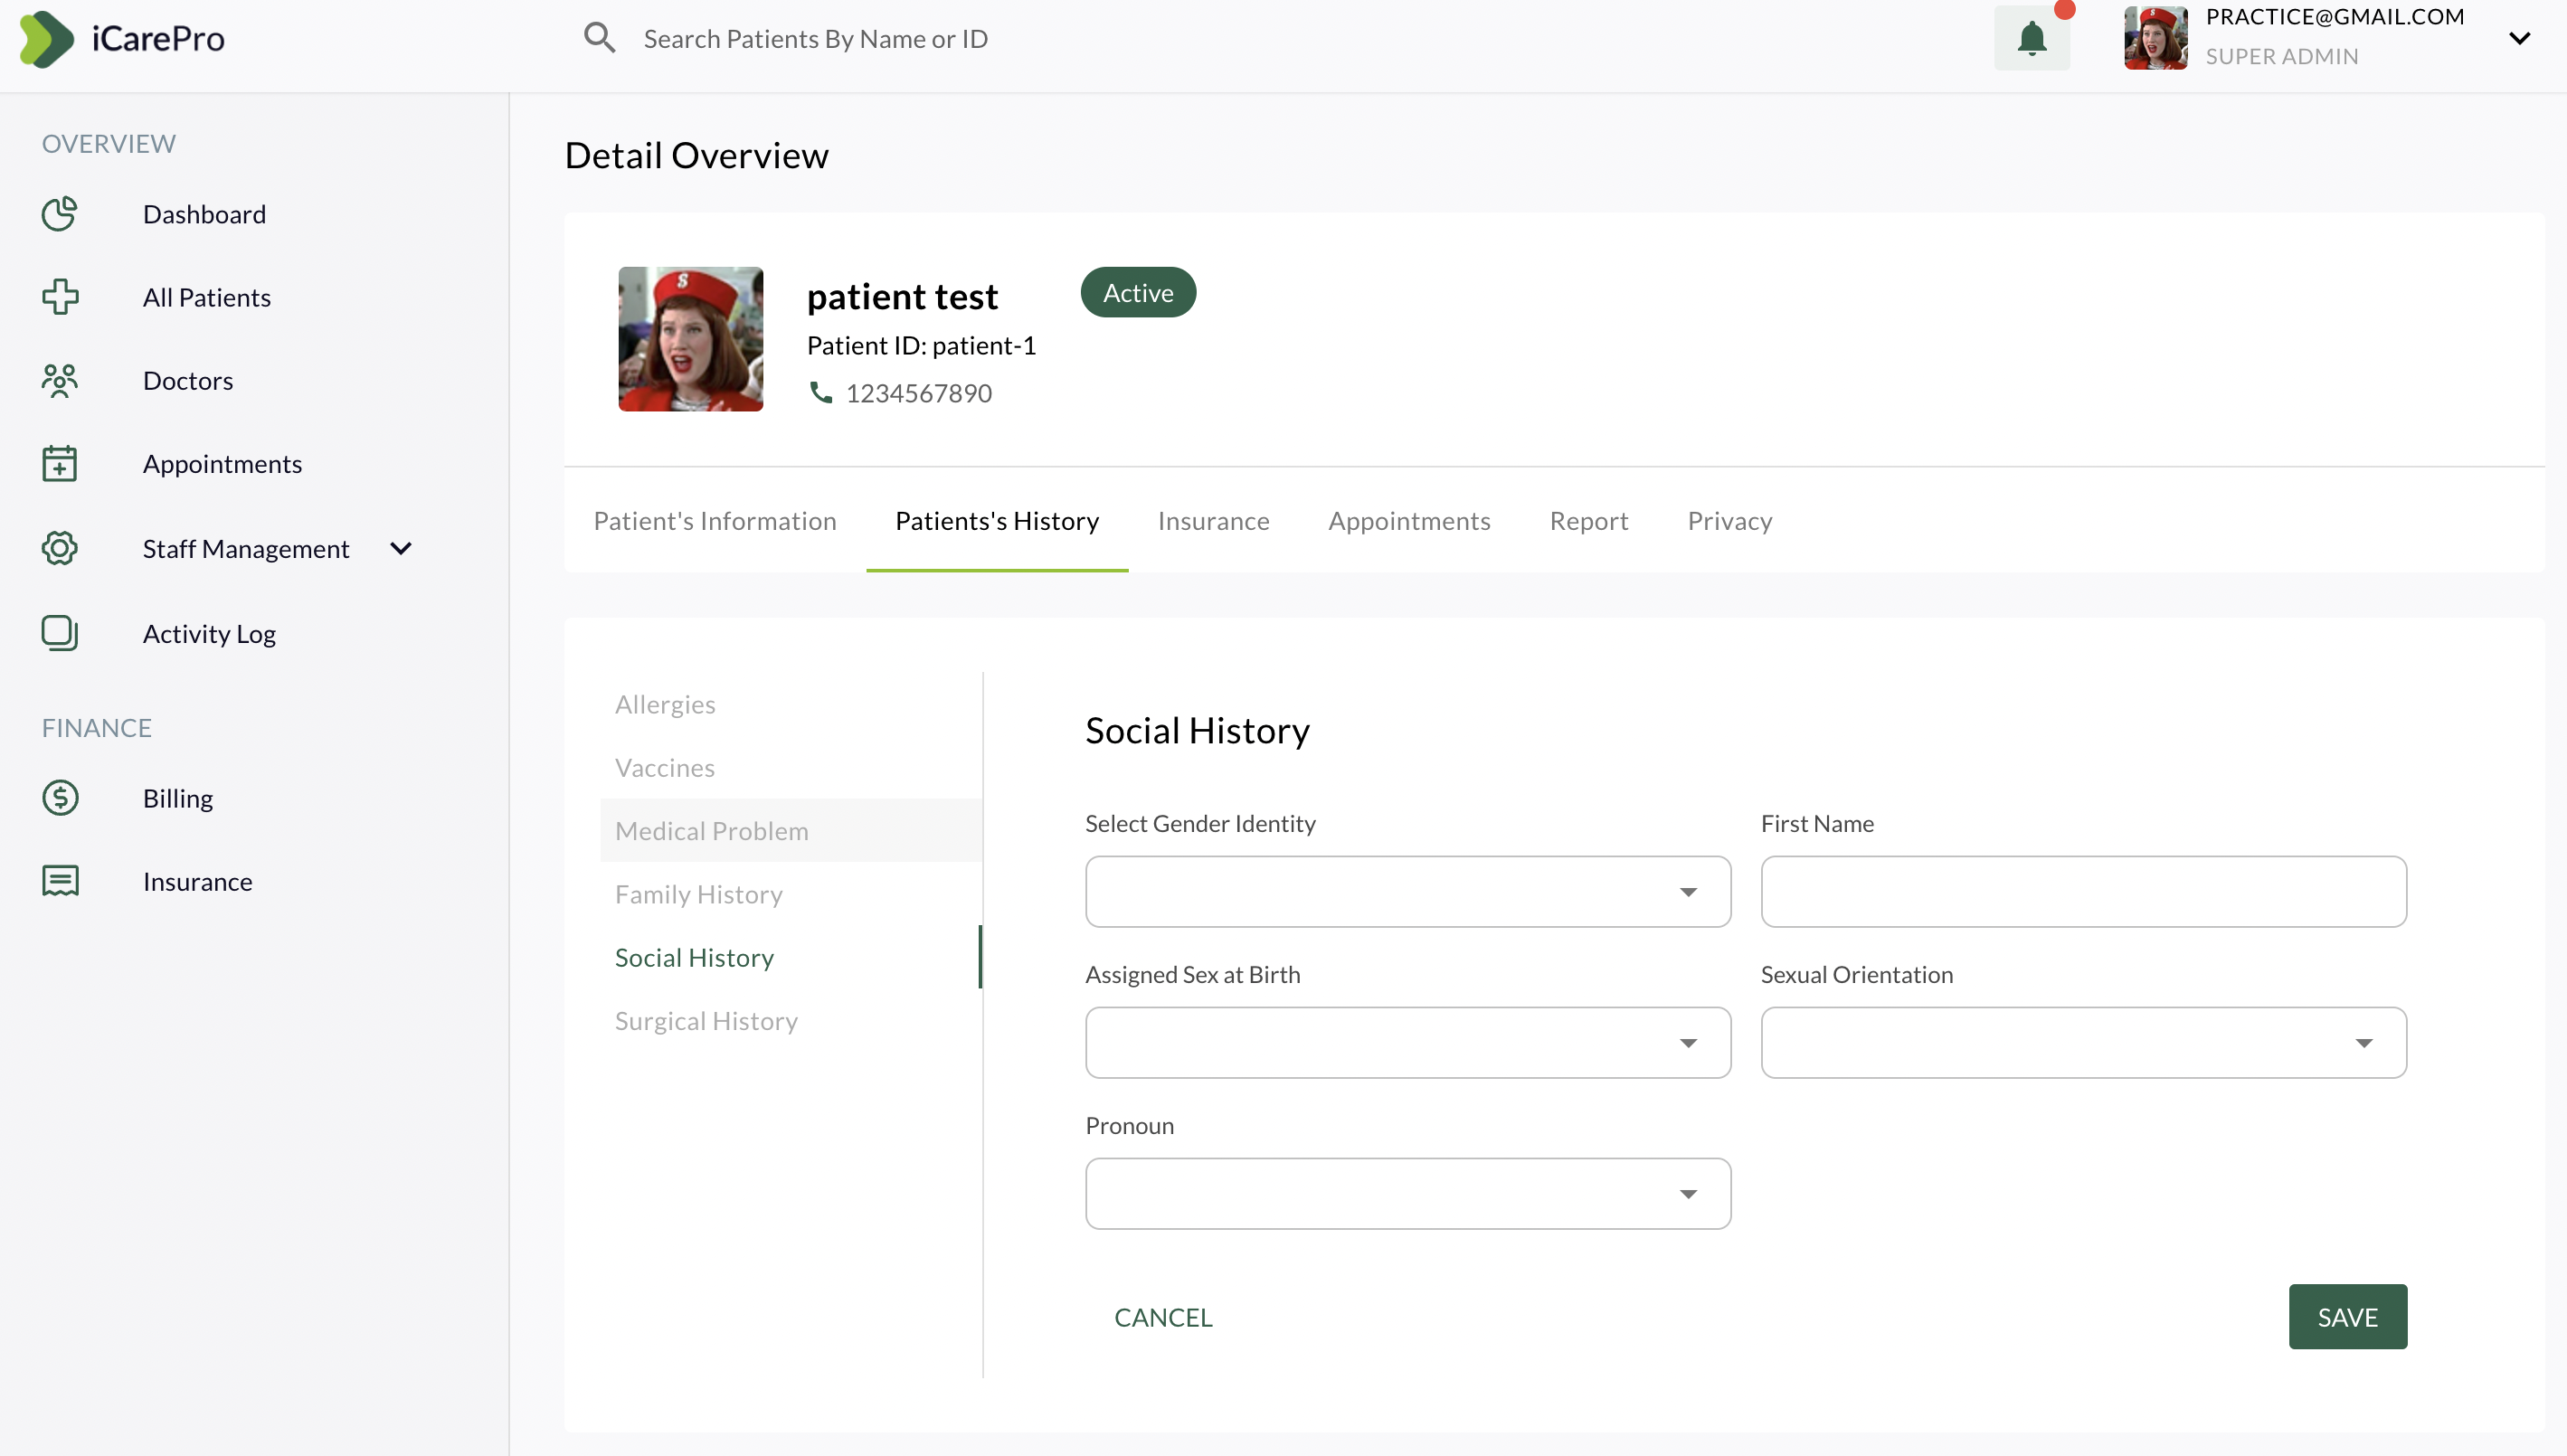 iCarePro
Search Patients By Name or ID
PRACTICE@GMAIL.COM
SUPER ADMIN
OVERVIEW
Dashboard
All Patients
Doctors
Appointments
Staff Management
Activity Log
FINANCE
Billing
Insurance
Detail Overview
S
patient test
Active
Patient ID: patient-1
1234567890
Patient's Information
Patients's History
Insurance
Appointments
Report
Privacy
Allergies
Vaccines
Medical Problem
Family History
Social History
Surgical History
Social History
Select Gender Identity
First Name
Assigned Sex at Birth
Sexual Orientation
Pronoun
CANCEL
SAVE